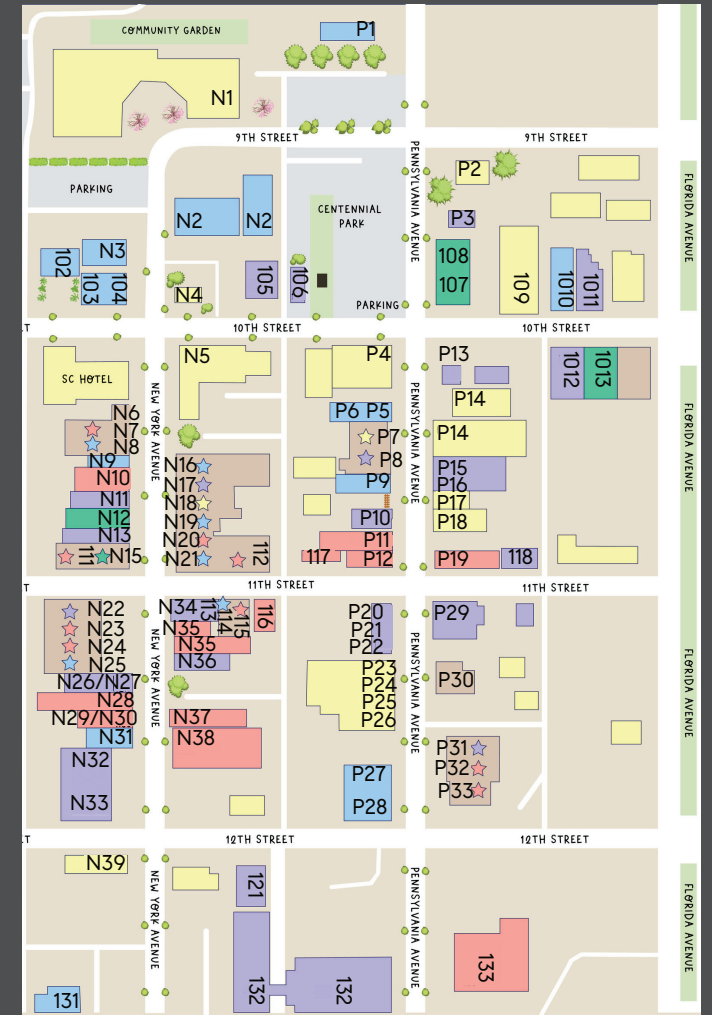 COMMUNITY GARDEN
P1
N1
9TH STREET
9TH STREET
PARKING
PENNSYLVANIA AVENUE
FLORIDA AVENUE
P2
N2
N2
CENTENNIAL
PARK
P3
102
N3
103
104
N4
105
106
108
107
109
1010
1011
PARKING
T
10TH STREET
10TH STREET
SC HOTEL
N5
P4
P13
1012
1013
NEW YORK AVENUE
PENNSYLVANIA AVENUE
FLORIDA AVENUE
P14
N6
N7
N8
N9
N10
N11
N12
N13
111
N15
N16
N17
N18
N19
N20
N21
112
P6 P5
P7
P8
P9
P10
P11
117
P12
P14
P15
P16
P17
P18
P19
118
T
11TH STREET
11TH STREET
N22
N23
N24
N25
N26/N27
N28
N29/N30
N31
N32
N33
NEW YORK AVENUE
N34
113
114
115
116
N35
N35
N36
N37
N38
P20
P21
P22
P23
P24
P25
P26
P27
P28
PENNSYLVANIA AVENUE
P29
P30
P31
P32
P33
FLORIDA AVENUE
T
12TH STREET
12TH STREET
N39
NEW YORK AVENUE
121
PENNSYLVANIA AVENUE
FLORIDA AVENUE
131
132
132
133